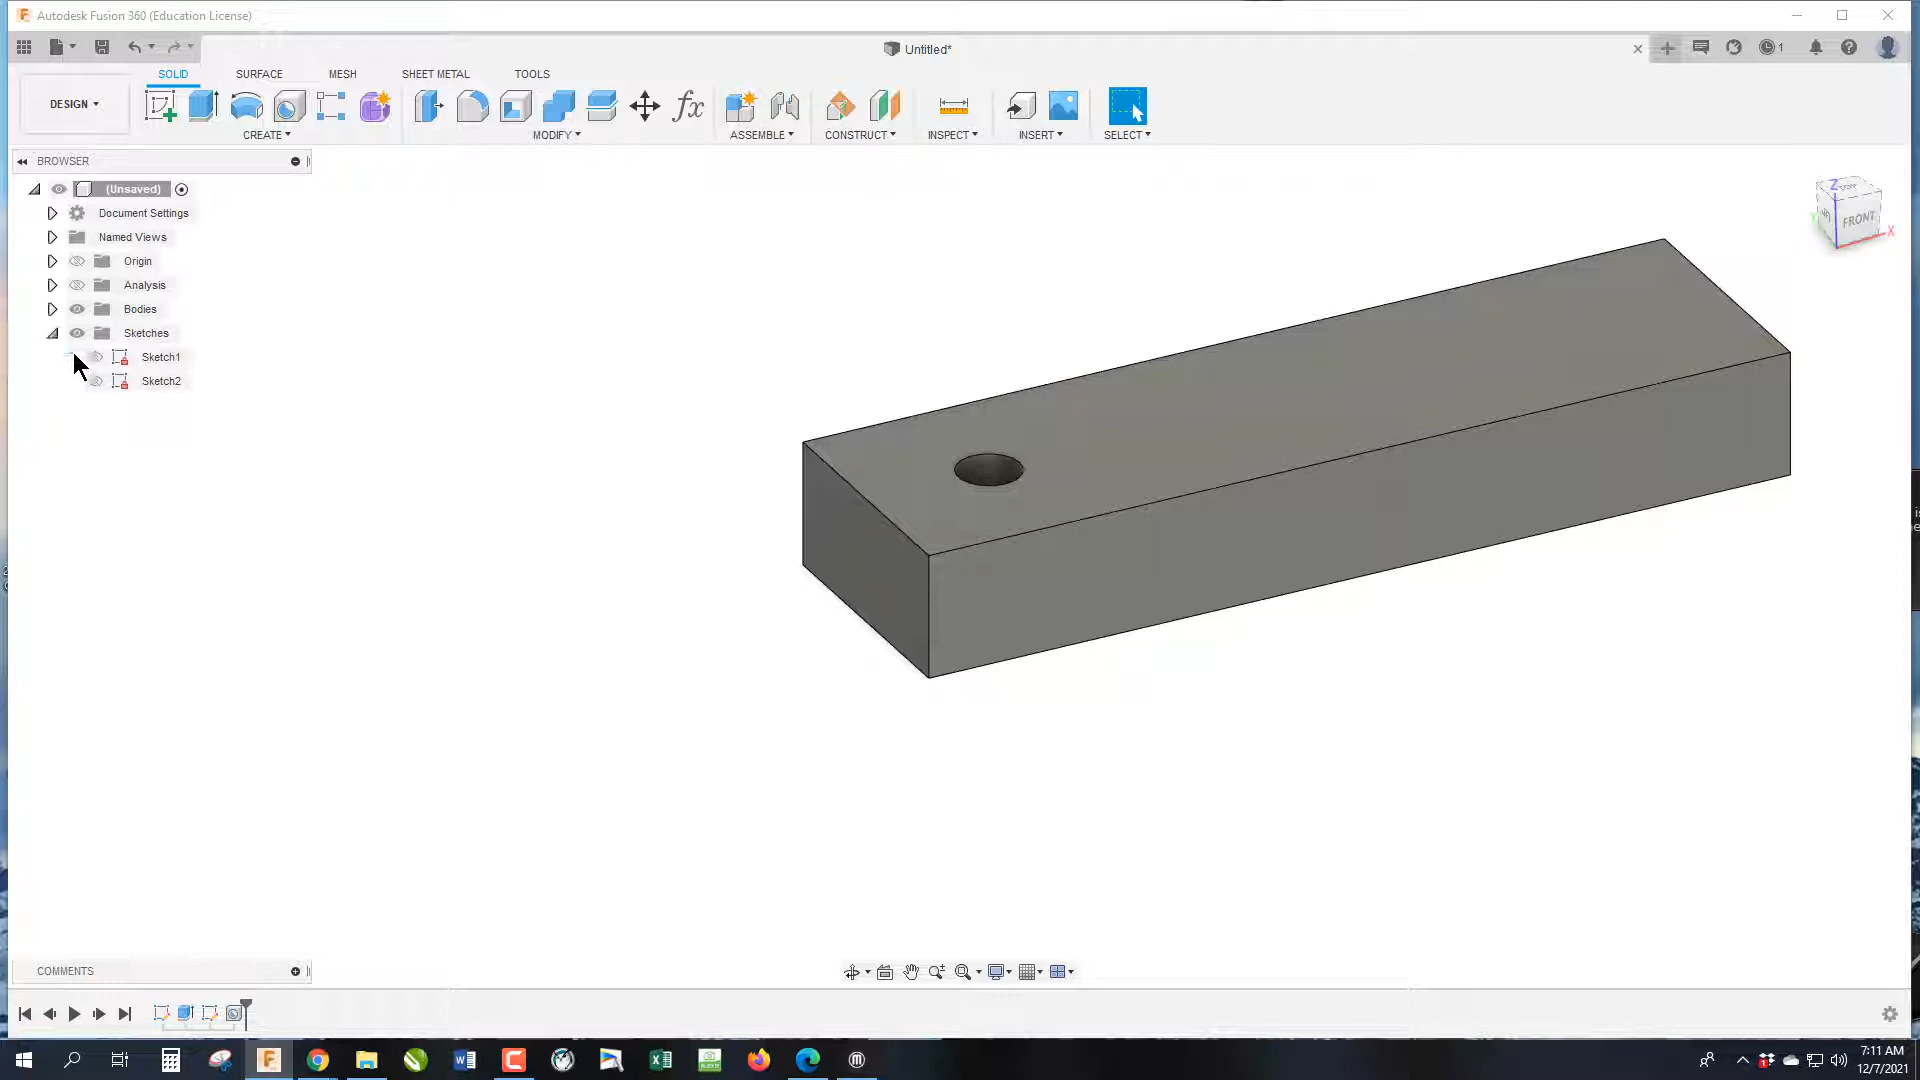 Autodesk Fusion 360 (Education License)
Untitled*
1
SOLID SURFACE MESH SHEET METAL TOOLS
DESIGN
CREATE MODIFY ASSEMBLE CONSTRUCT INSPECT INSERT SELECT
BROWSER
(Unsaved)
Document Settings
Named Views
Origin
Analysis
Bodies
Sketches
Sketch1
Sketch2
Z
TOP
FRONT
X
COMMENTS
7:11 AM
12/7/2021